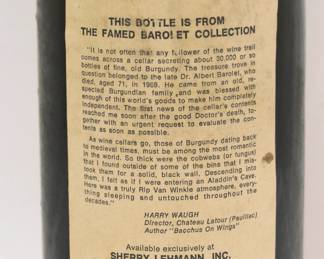 THIS BOTTLE IS FROM
THE FAMED BAROLET COLLECTION
"It is not often that any follower of the wine trail
comes across a cellar secreting about 30,000 or so
bottles of fine, old Burgundy. The treasure trove in
question belonged to the late Dr. Albert Barolet, who
died, aged 71, in 1969. He came from an old, re-
spected Burgundian family and was blessed with
enough of this world's goods to make him completely
independent. The first news of the cellar's contents
reached me soon after the good Doctor's death, to-
gether with an urgent request to evaluate the con-
tents as soon as possible.
As wine cellars go, those of Burgundy dating back
to medieval times, must be among the most romantic
in the world. So thick were the cobwebs (or fungus)
that I found outside of some of the bins that I mis-
took them for a solid, black wall. Descending into
them, I felt as if I were entering an Aladdin's Cave.
Here was a truly Rip Van Winkle atmosphere, every-
thing sleeping and untouched throughout the
decades."
HARRY WAUGH
Director, Chateau Latour (Pauillac)
Author "Bacchus On Wings"
Available exclusively at
SHERRY-LEHMANN, INC.